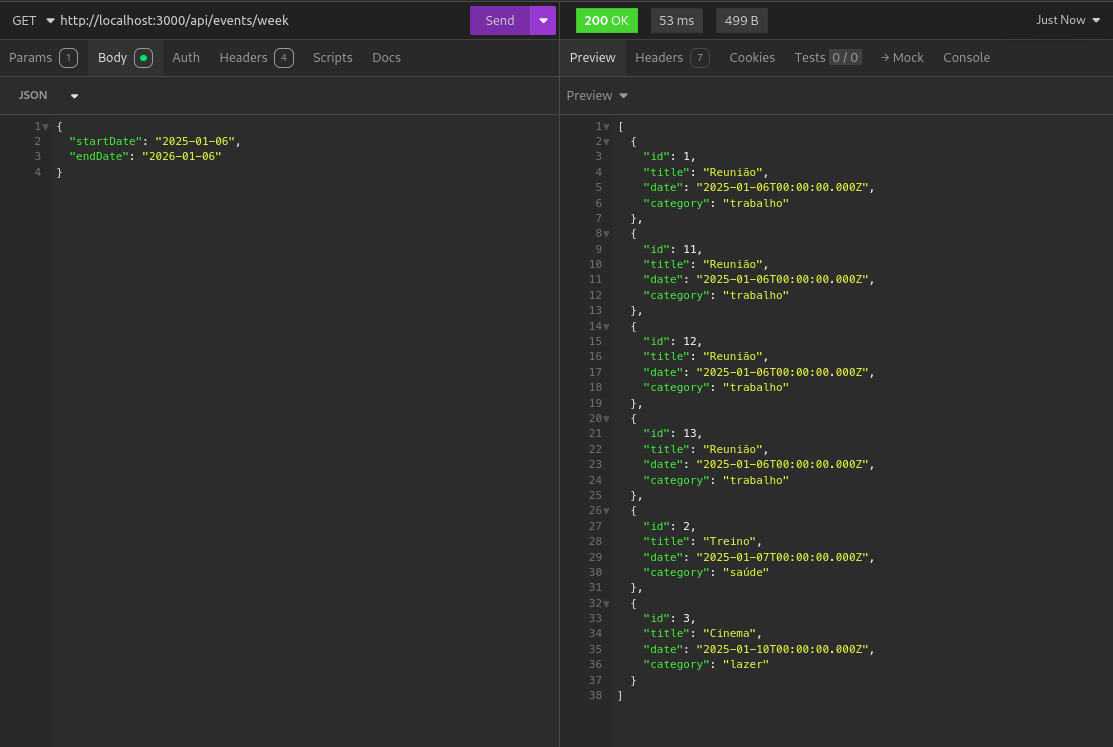 GET http://localhost:3000/api/events/week Send
200 OK 53 ms 499 B Just Now
Params 1 Body Auth Headers 4 Scripts Docs
Preview Headers 7 Cookies Tests 0 / 0 → Mock Console
JSON
Preview
1 {
2 "startDate": "2025-01-06",
3 "endDate": "2026-01-06"
4 }
1 [
2 {
3 "id": 1,
4 "title": "Reunião",
5 "date": "2025-01-06T00:00:00.000Z",
6 "category": "trabalho"
7 },
8 {
9 "id": 11,
10 "title": "Reunião",
11 "date": "2025-01-06T00:00:00.000Z",
12 "category": "trabalho"
13 },
14 {
15 "id": 12,
16 "title": "Reunião",
17 "date": "2025-01-06T00:00:00.000Z",
18 "category": "trabalho"
19 },
20 {
21 "id": 13,
22 "title": "Reunião",
23 "date": "2025-01-06T00:00:00.000Z",
24 "category": "trabalho"
25 },
26 {
27 "id": 2,
28 "title": "Treino",
29 "date": "2025-01-07T00:00:00.000Z",
30 "category": "saúde"
31 },
32 {
33 "id": 3,
34 "title": "Cinema",
35 "date": "2025-01-10T00:00:00.000Z",
36 "category": "lazer"
37 }
38 ]